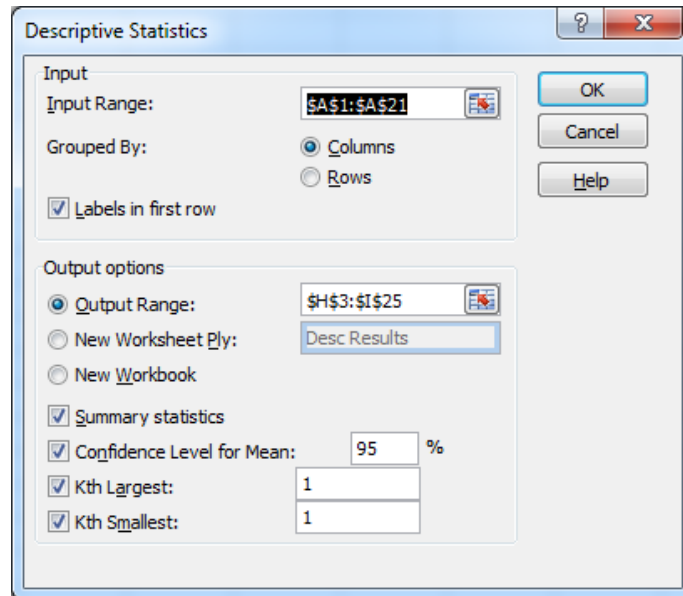 Descriptive Statistics
Input
Input Range: $A$1:$A$21
OK
Grouped By: Columns
Cancel
Rows
Help
Labels in first row
Output options
Output Range: $H$3:$I$25
New Worksheet Ply: Desc Results
New Workbook
Summary statistics
Confidence Level for Mean: 95 %
Kth Largest: 1
Kth Smallest: 1